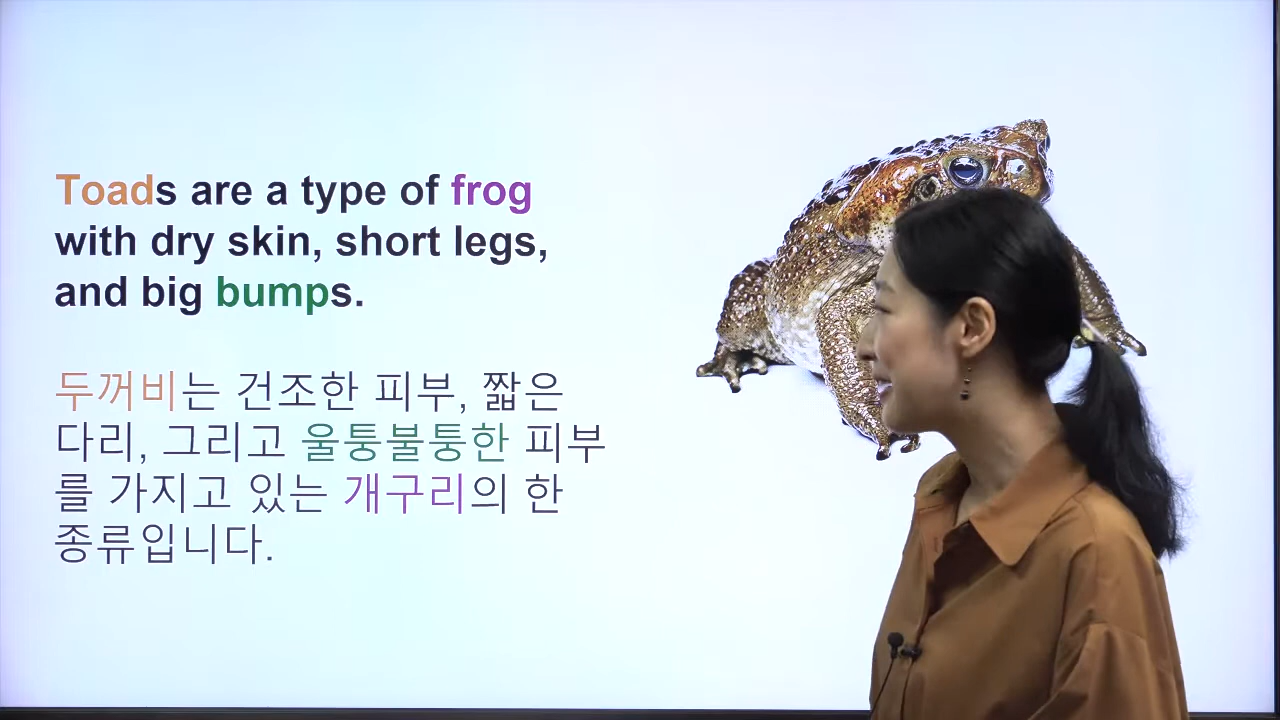 Toads are a type of frog
with dry skin, short legs,
and big bumps.
두꺼비는 건조한 피부, 짧은
다리, 그리고 울퉁불퉁한 피부
를 가지고 있는 개구리의 한
종류입니다.